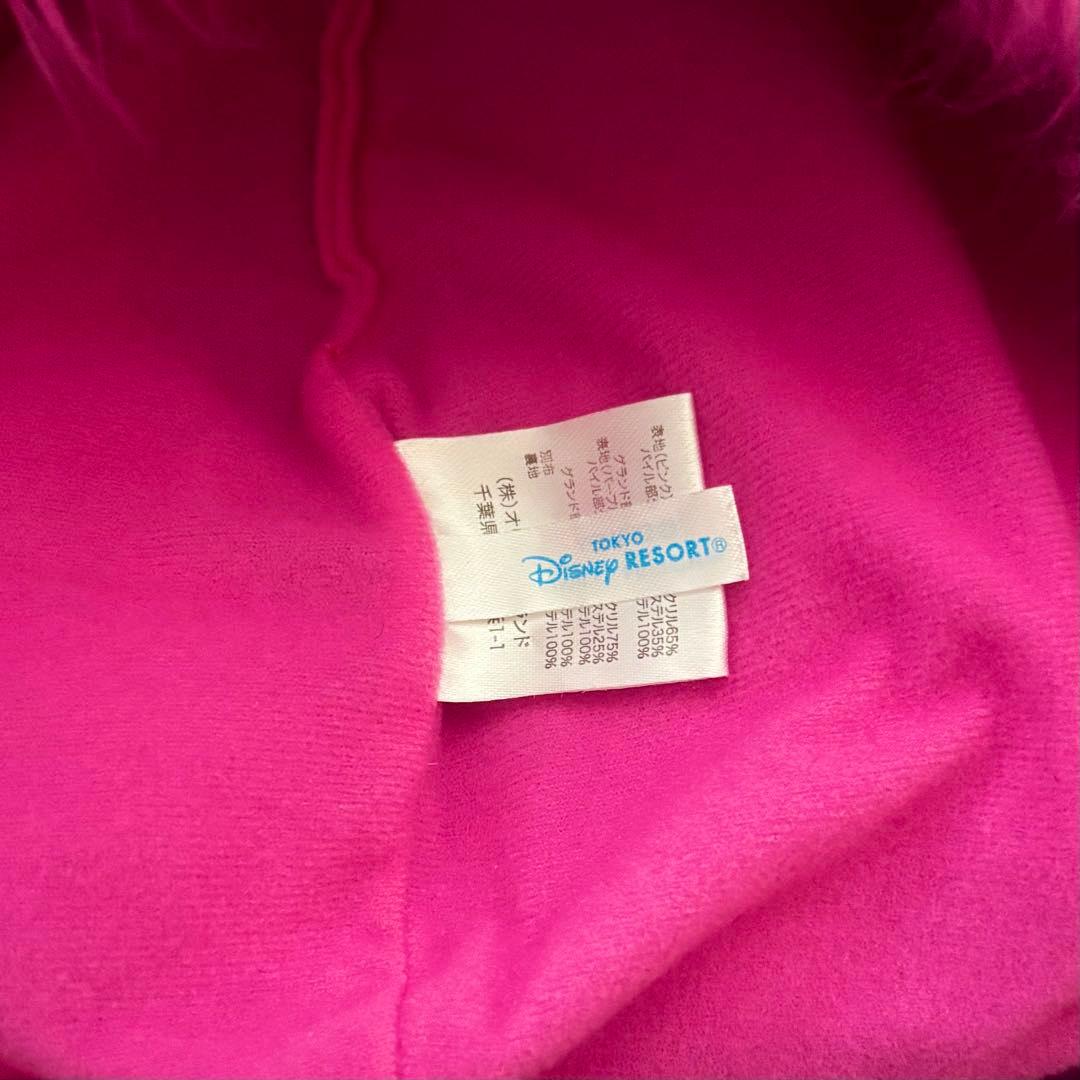 TOKYO
Disney RESORT®
表地(ピンク)
パイル部:
クリル65%
ステル35%
グランド部
テル100%
表地(パープ
パイル部:
クリル75%
ステル25%
グランド部
テル100%
別布
テル100%
裏地
テル100%
(株)オ
ランド
千葉県
1-1